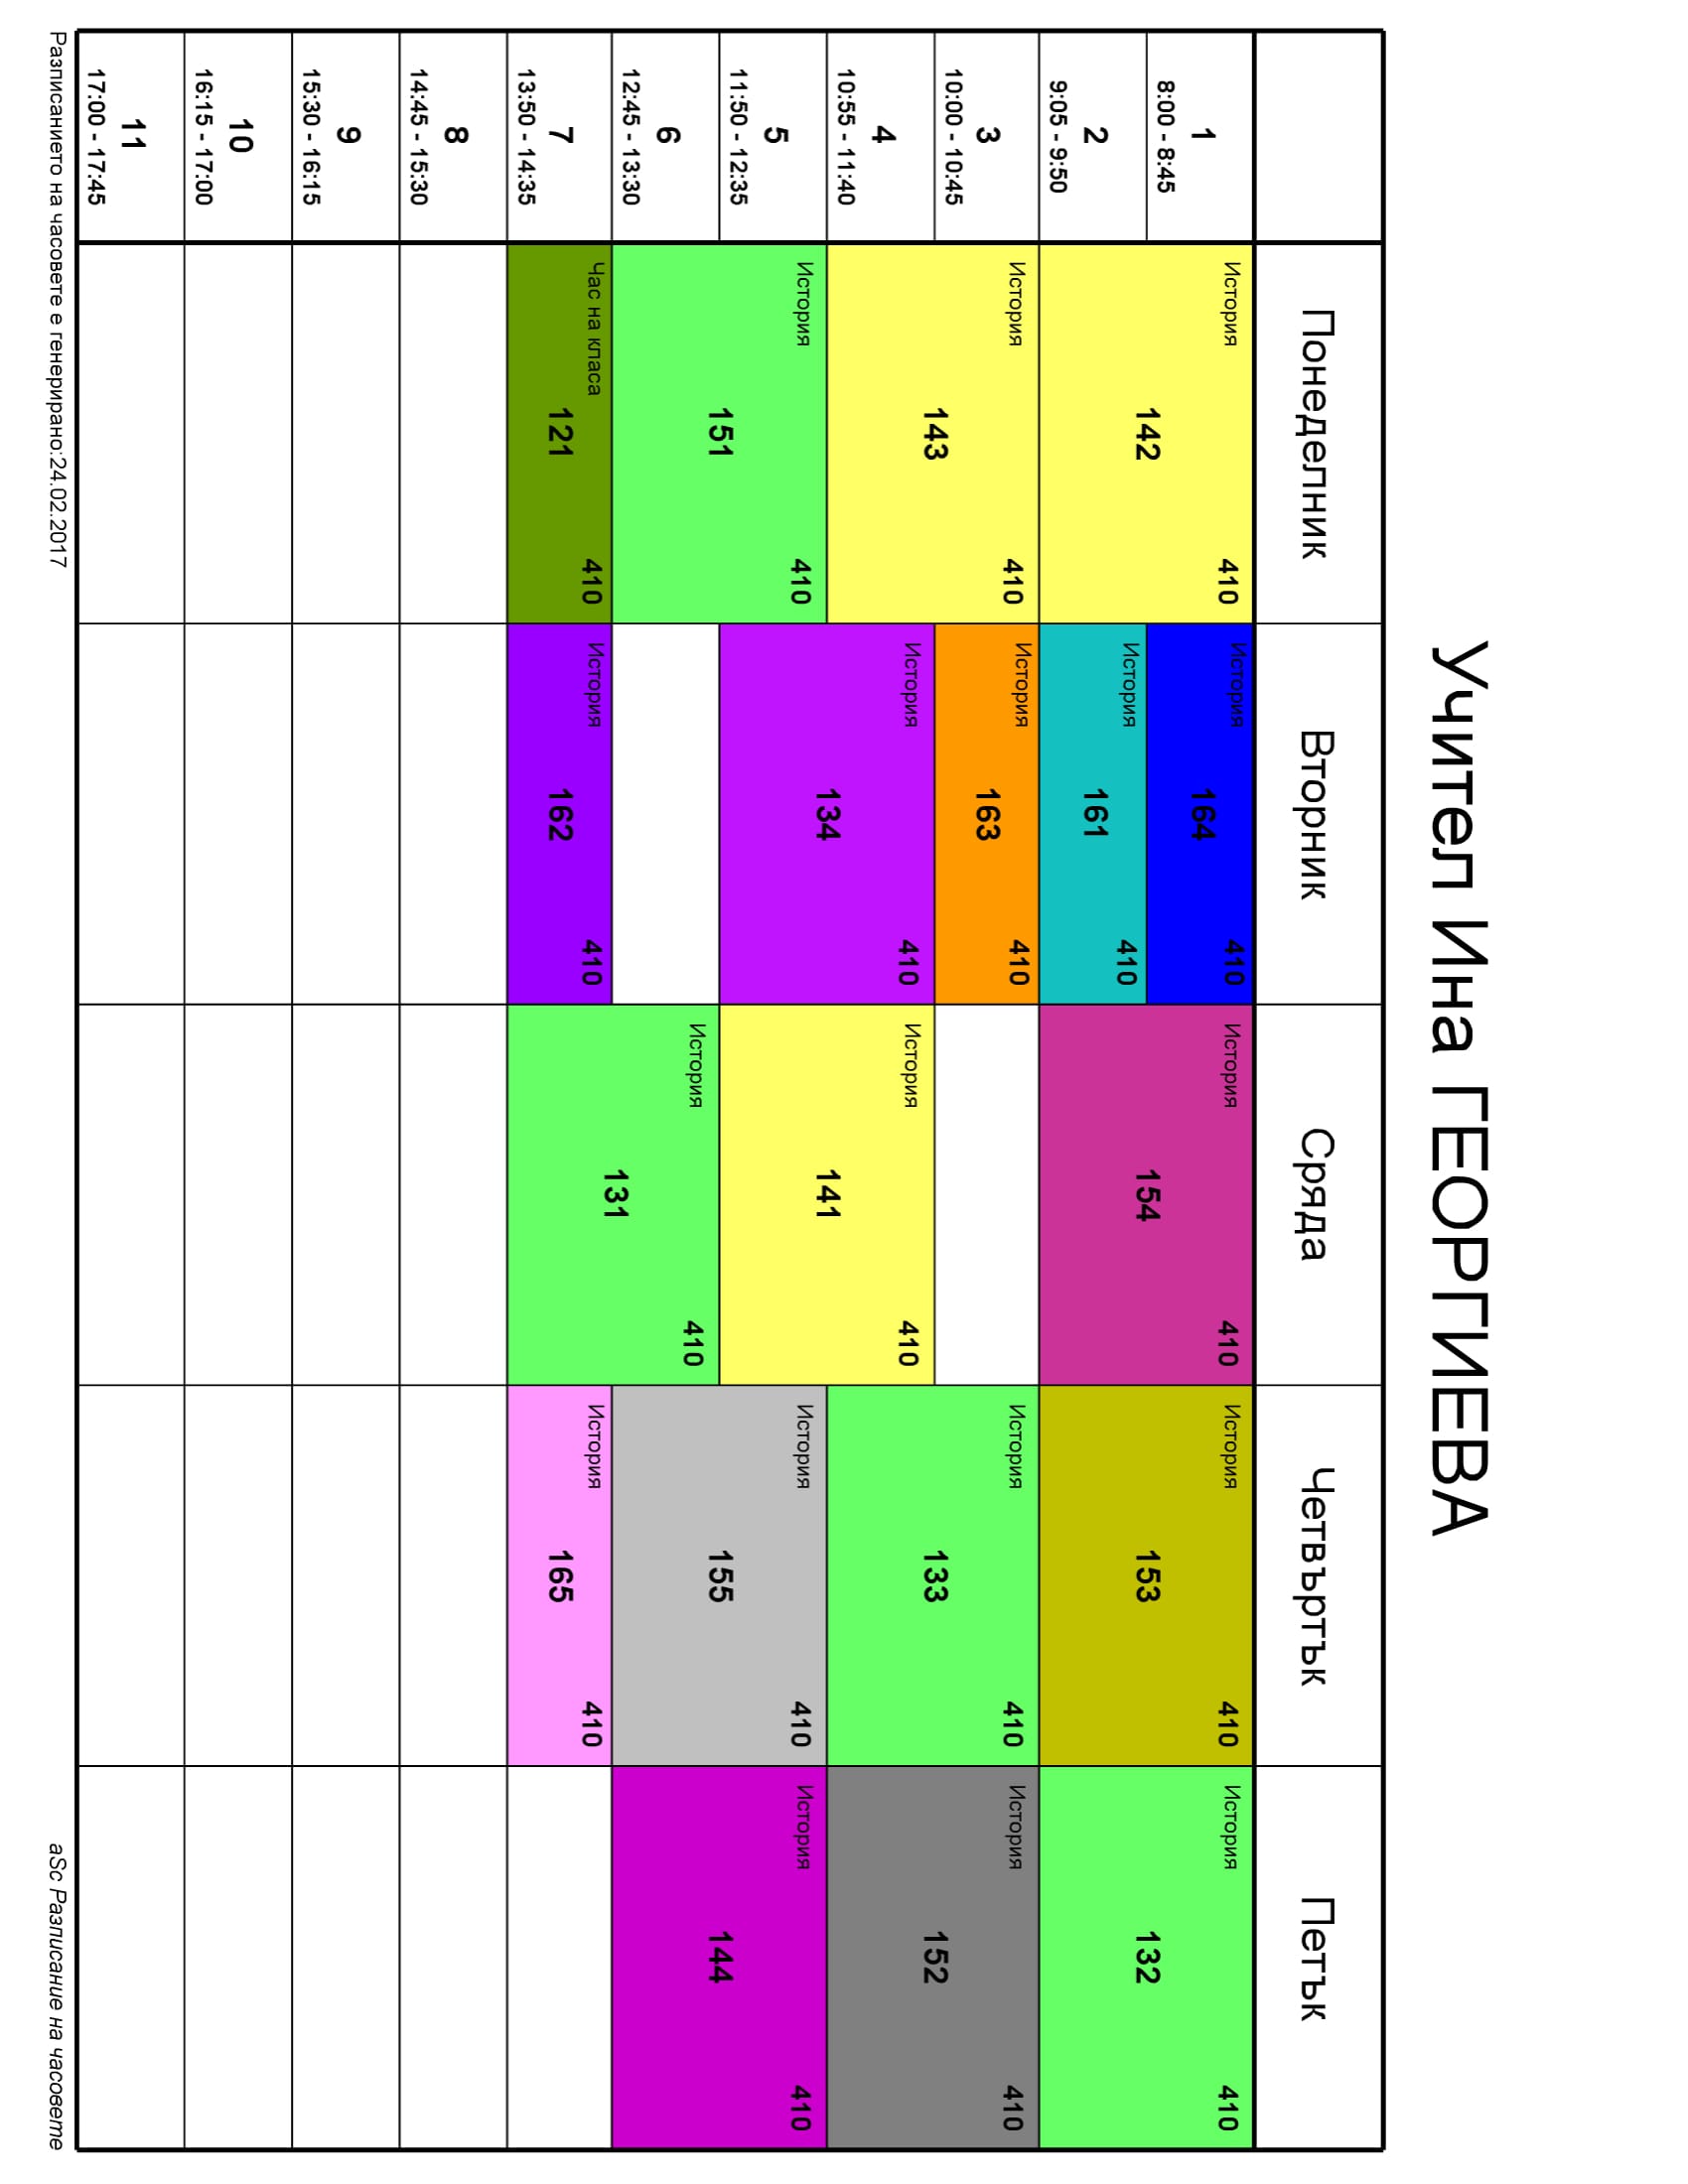 Учител Ина ГЕОРГИЕВА
Понеделник
Вторник
Сряда
Четвъртък
Петък
1
8:00 - 8:45
2
9:05 - 9:50
3
10:00 - 10:45
4
10:55 - 11:40
5
11:50 - 12:35
6
12:45 - 13:30
7
13:50 - 14:35
8
14:45 - 15:30
9
15:30 - 16:15
10
16:15 - 17:00
11
17:00 - 17:45
История
142
410
История
143
410
История
151
410
Час на класа
121
410
История
164
410
История
161
410
История
163
410
История
134
410
История
162
410
История
154
410
История
141
410
История
131
410
История
153
410
История
133
410
История
155
410
История
165
410
История
132
410
История
152
410
История
144
410
Разписанието на часовете е генерирано:24.02.2017
aSc Разписание на часовете